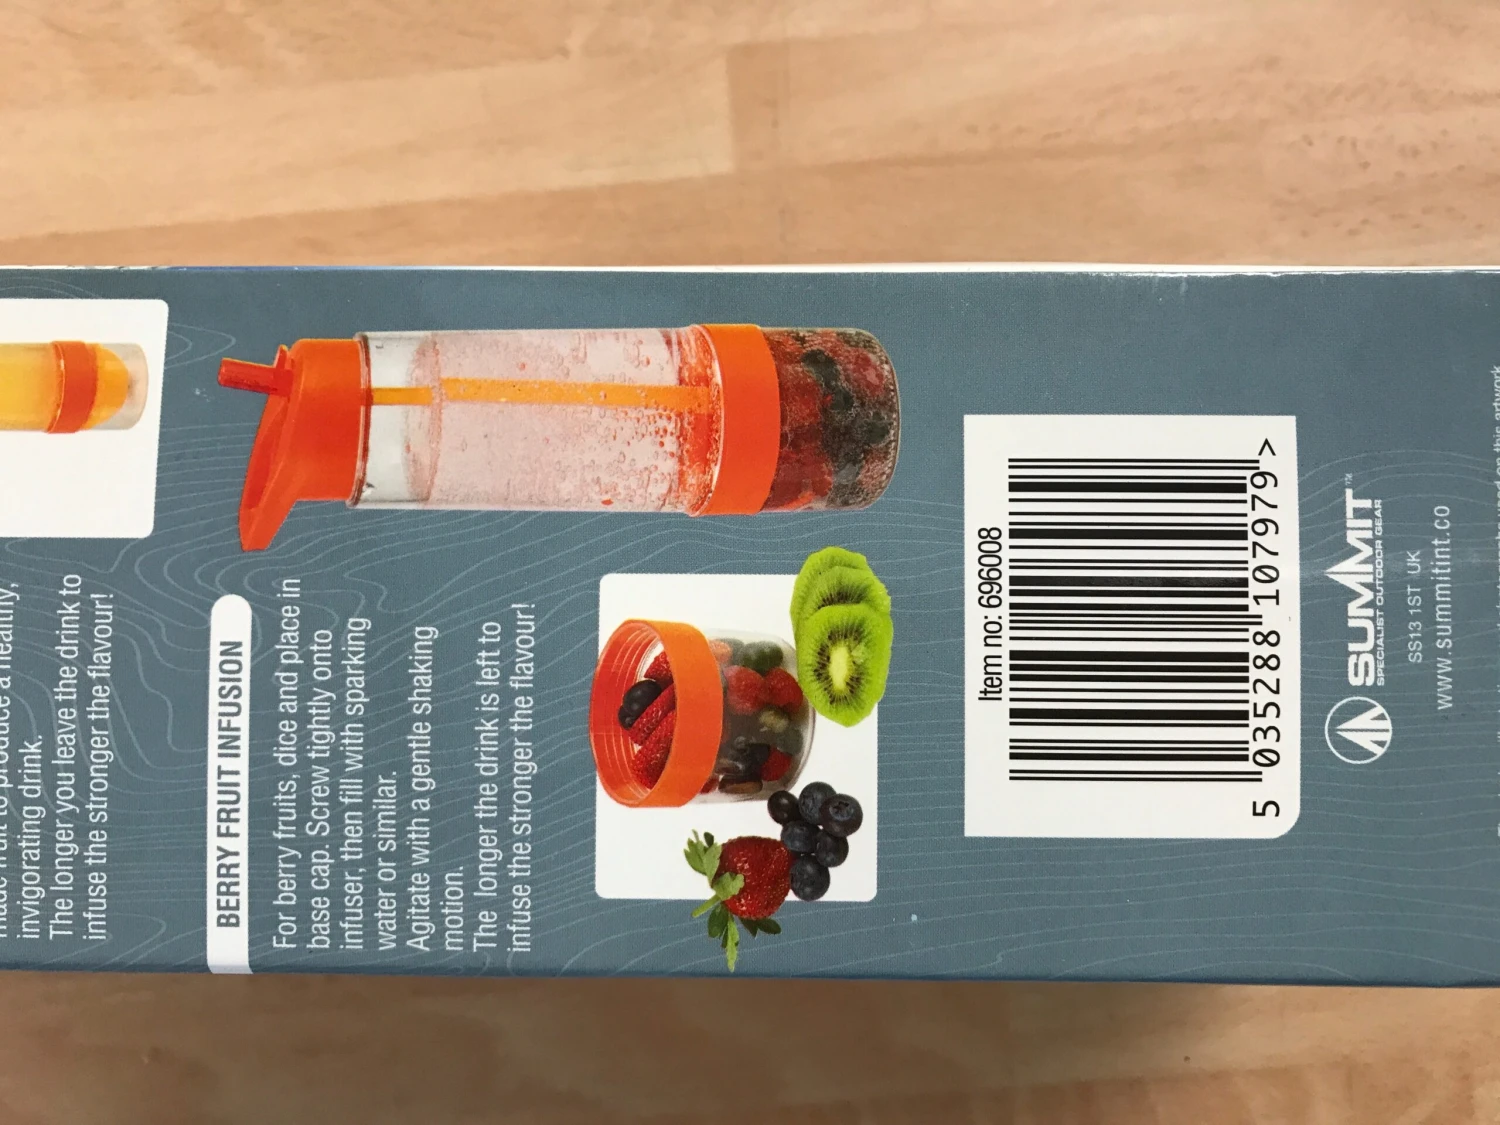 invigorating drink.
The longer you leave the drink to
infuse the stronger the flavour!
BERRY FRUIT INFUSION
For berry fruits, dice and place in
base cap. Screw tightly onto
infuser, then fill with sparking
water or similar.
Agitate with a gentle shaking
motion.
The longer the drink is left to
infuse the stronger the flavour!
Item no: 696008
5 035288 107979 >
SUMMIT™
SPECIALIST OUTDOOR GEAR
SS13 1ST UK
www.summitint.co